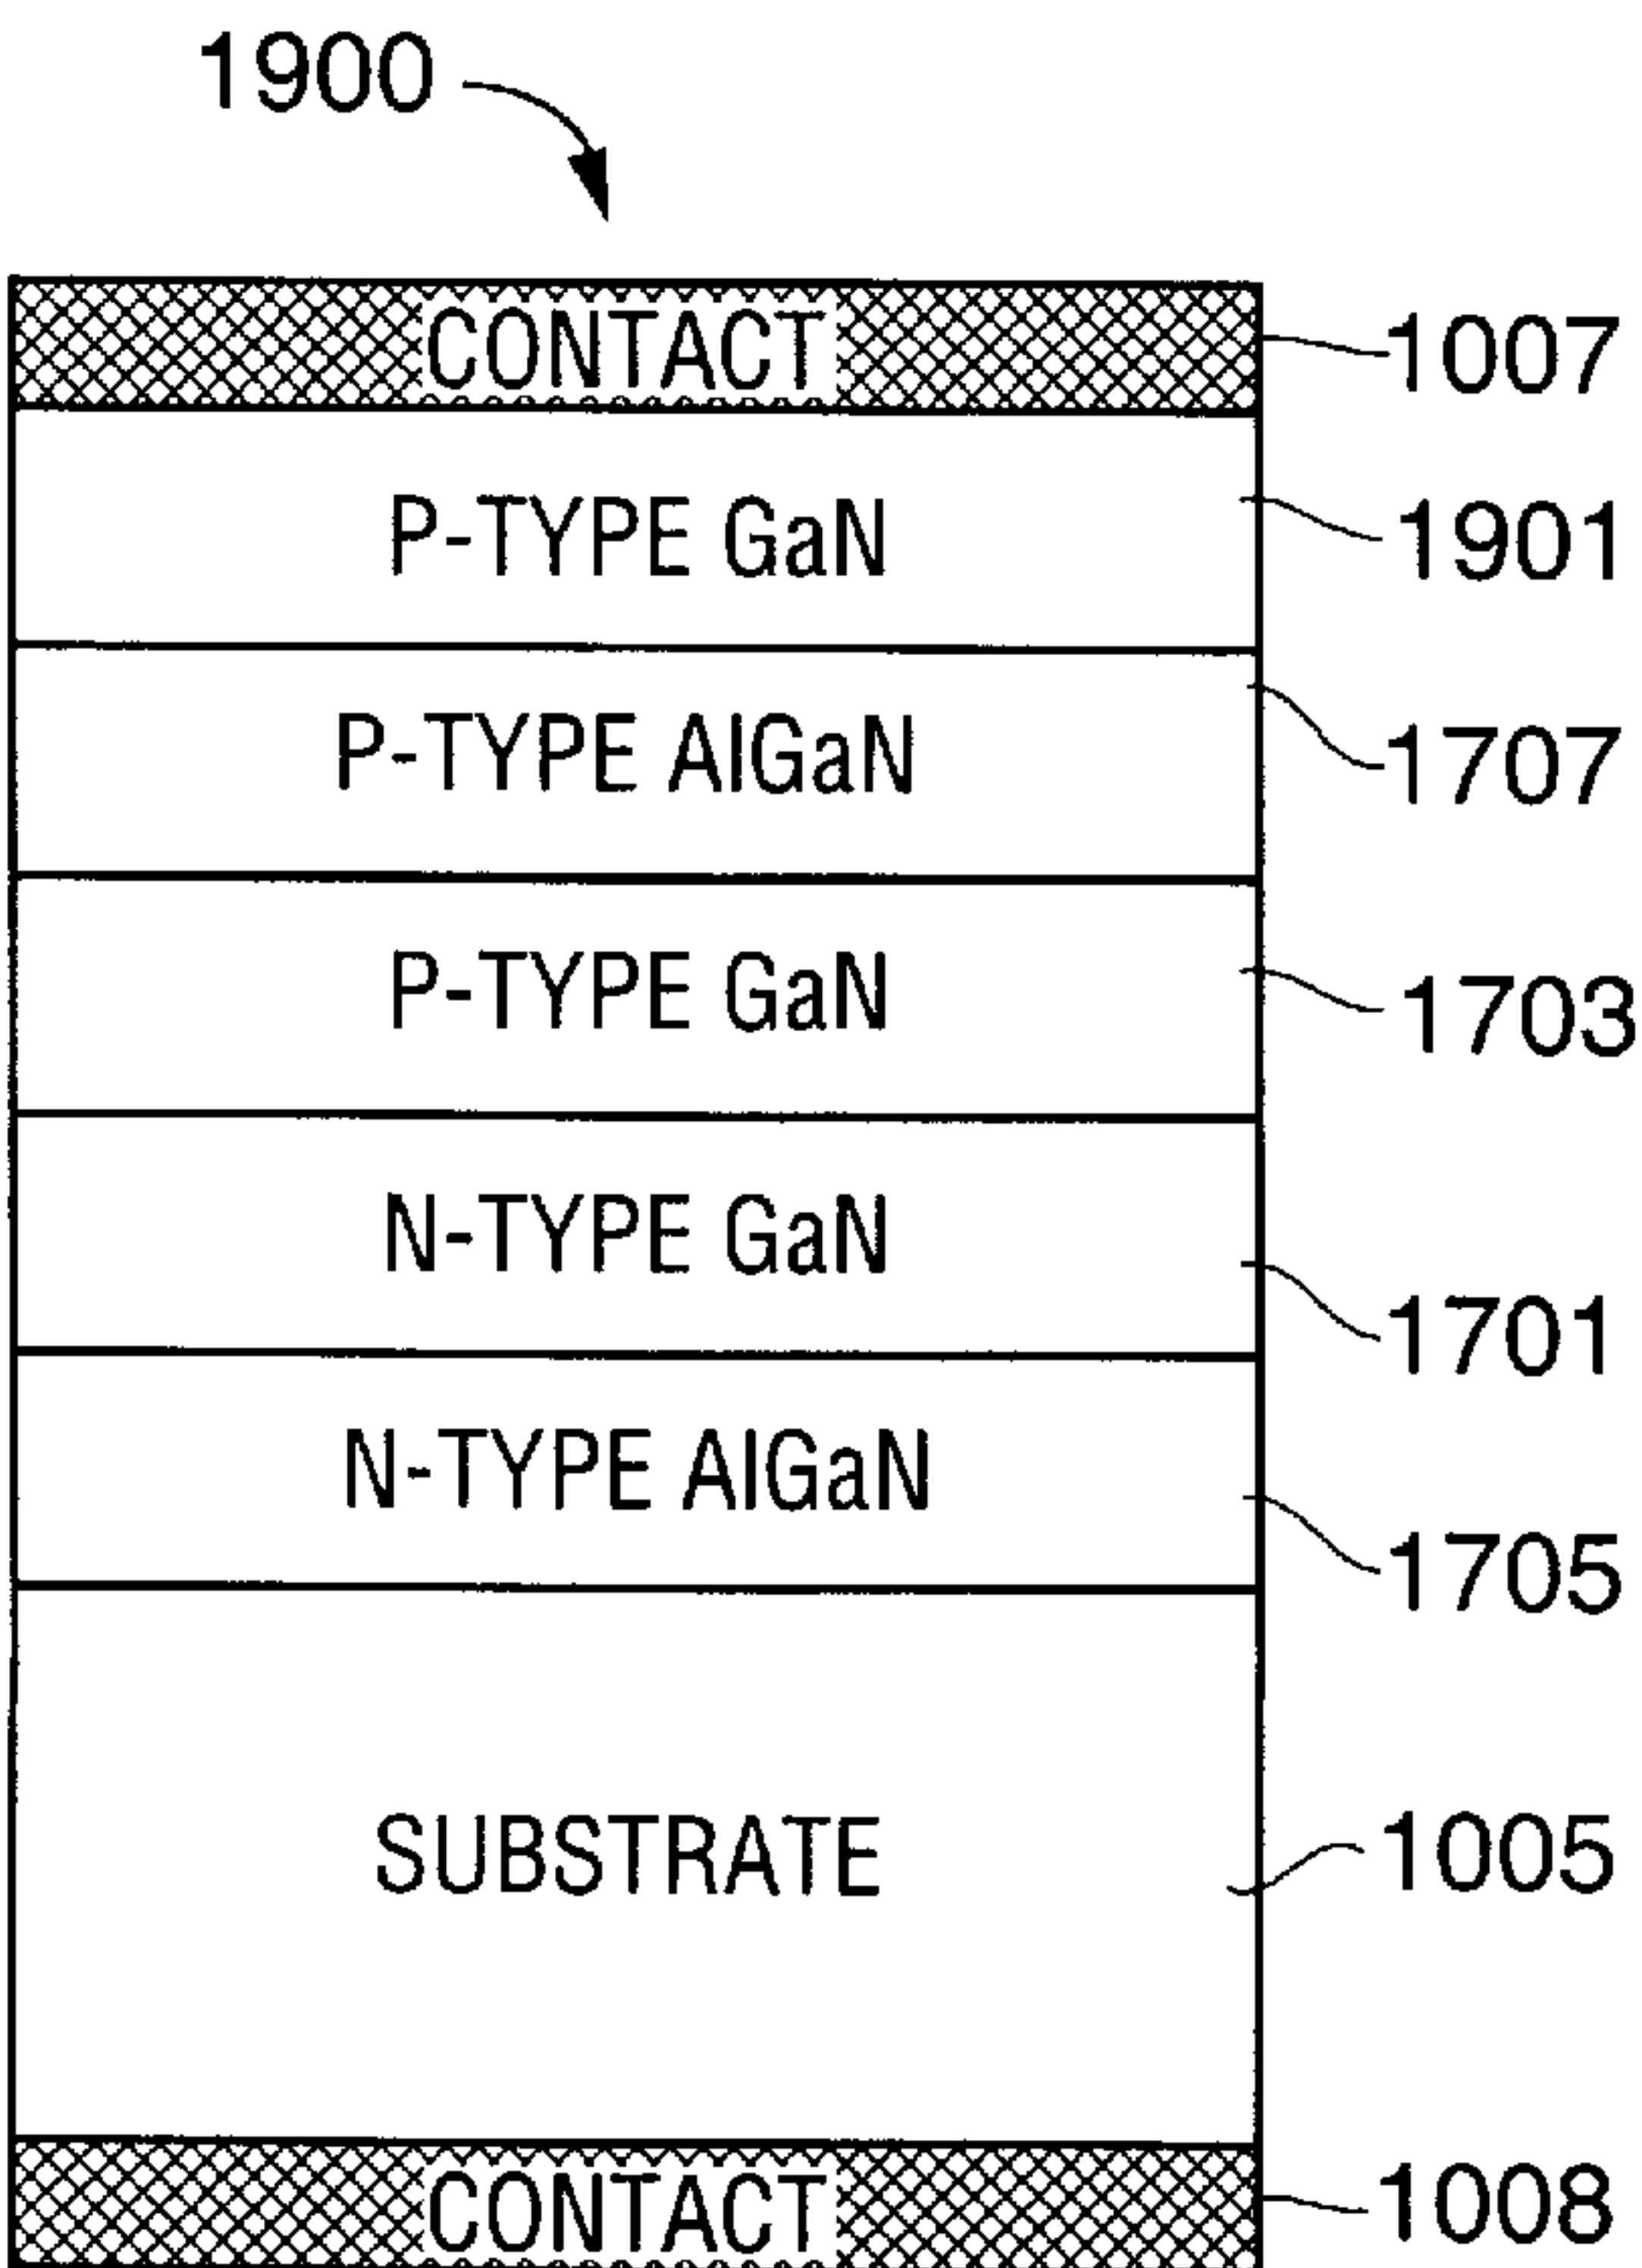 1900
CONTACT 1007
P-TYPE GaN 1901
P-TYPE AlGaN 1707
P-TYPE GaN 1703
N-TYPE GaN 1701
N-TYPE AlGaN 1705
SUBSTRATE 1005
CONTACT 1008